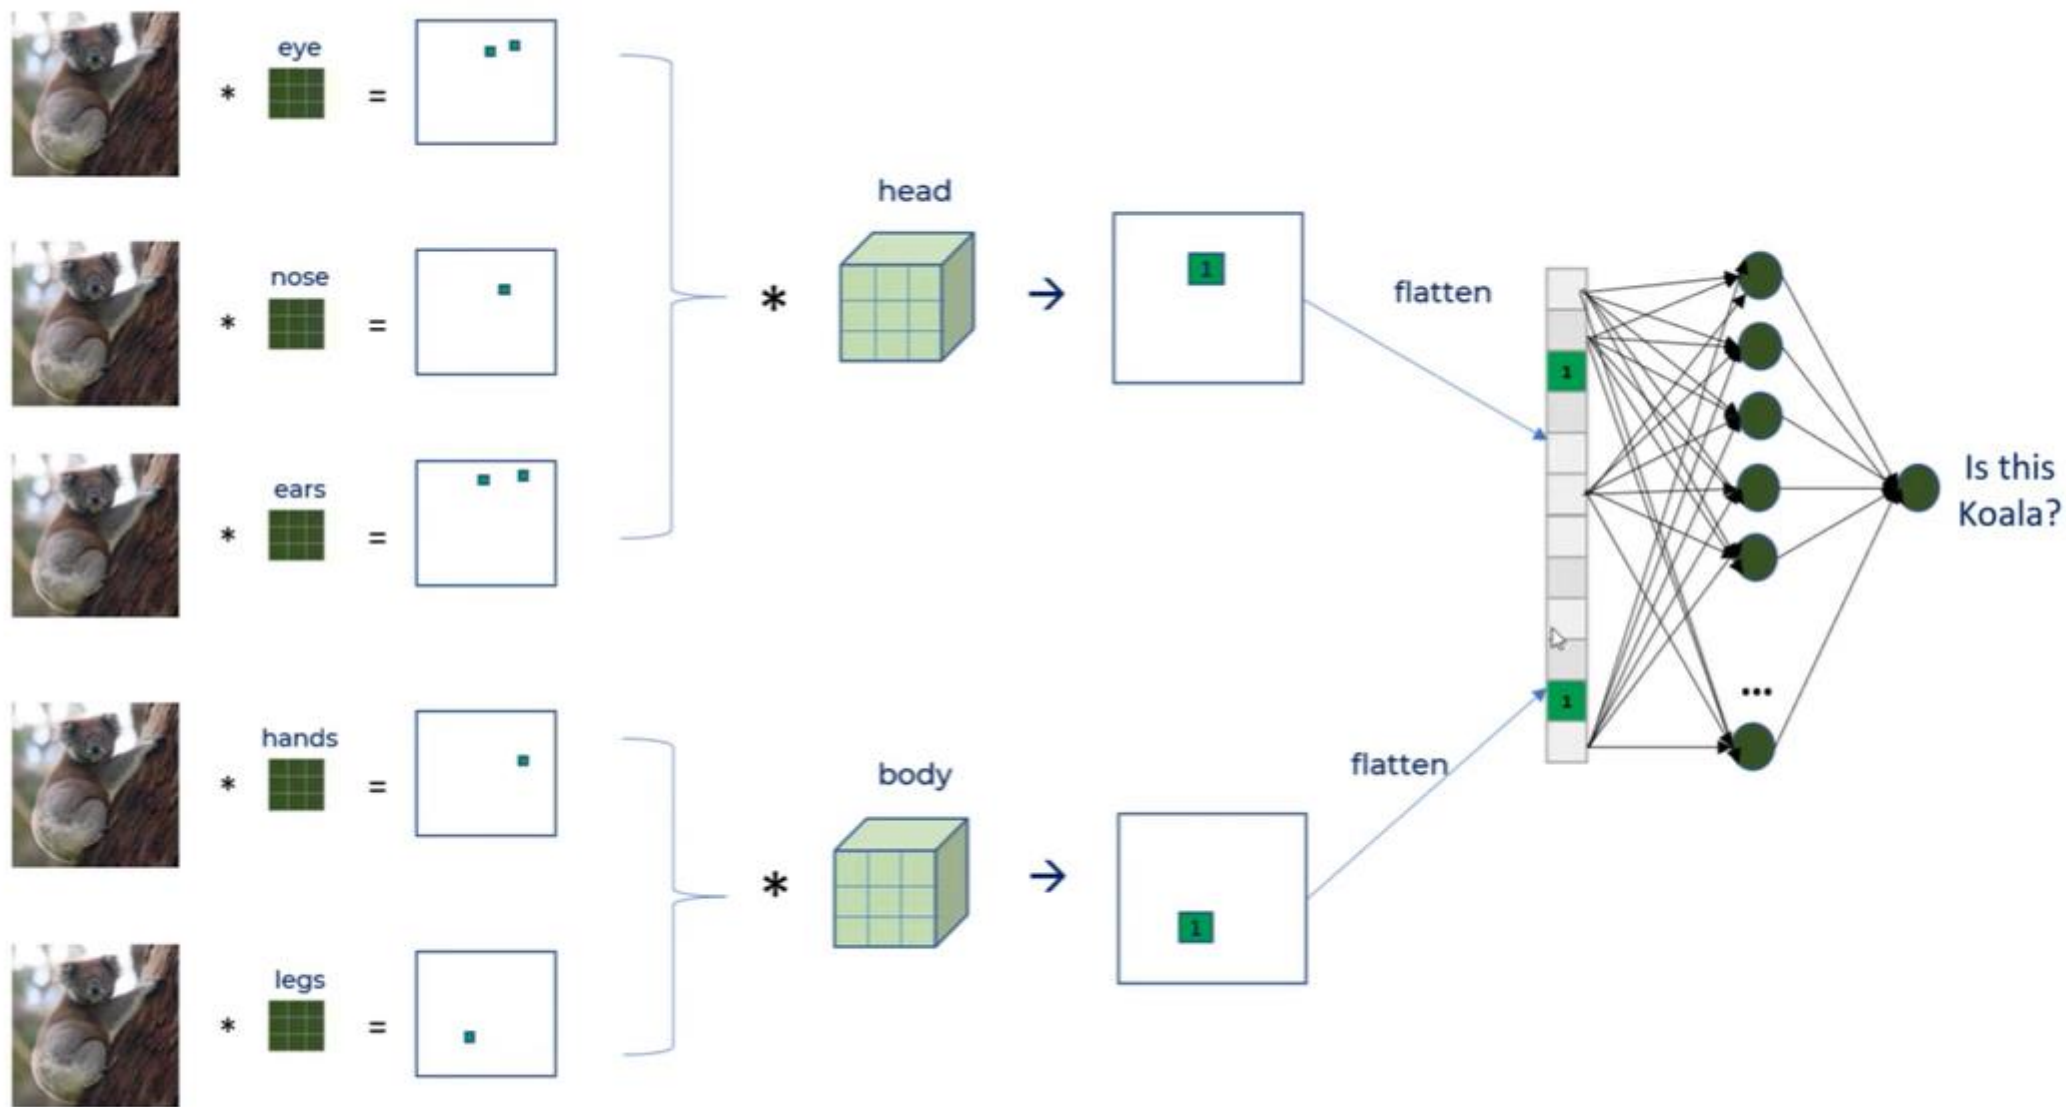 eye
* =
nose
* =
ears
* =
head
* →
1
flatten
hands
* =
legs
* =
body
* →
1
flatten
1
1
...
Is this
Koala?